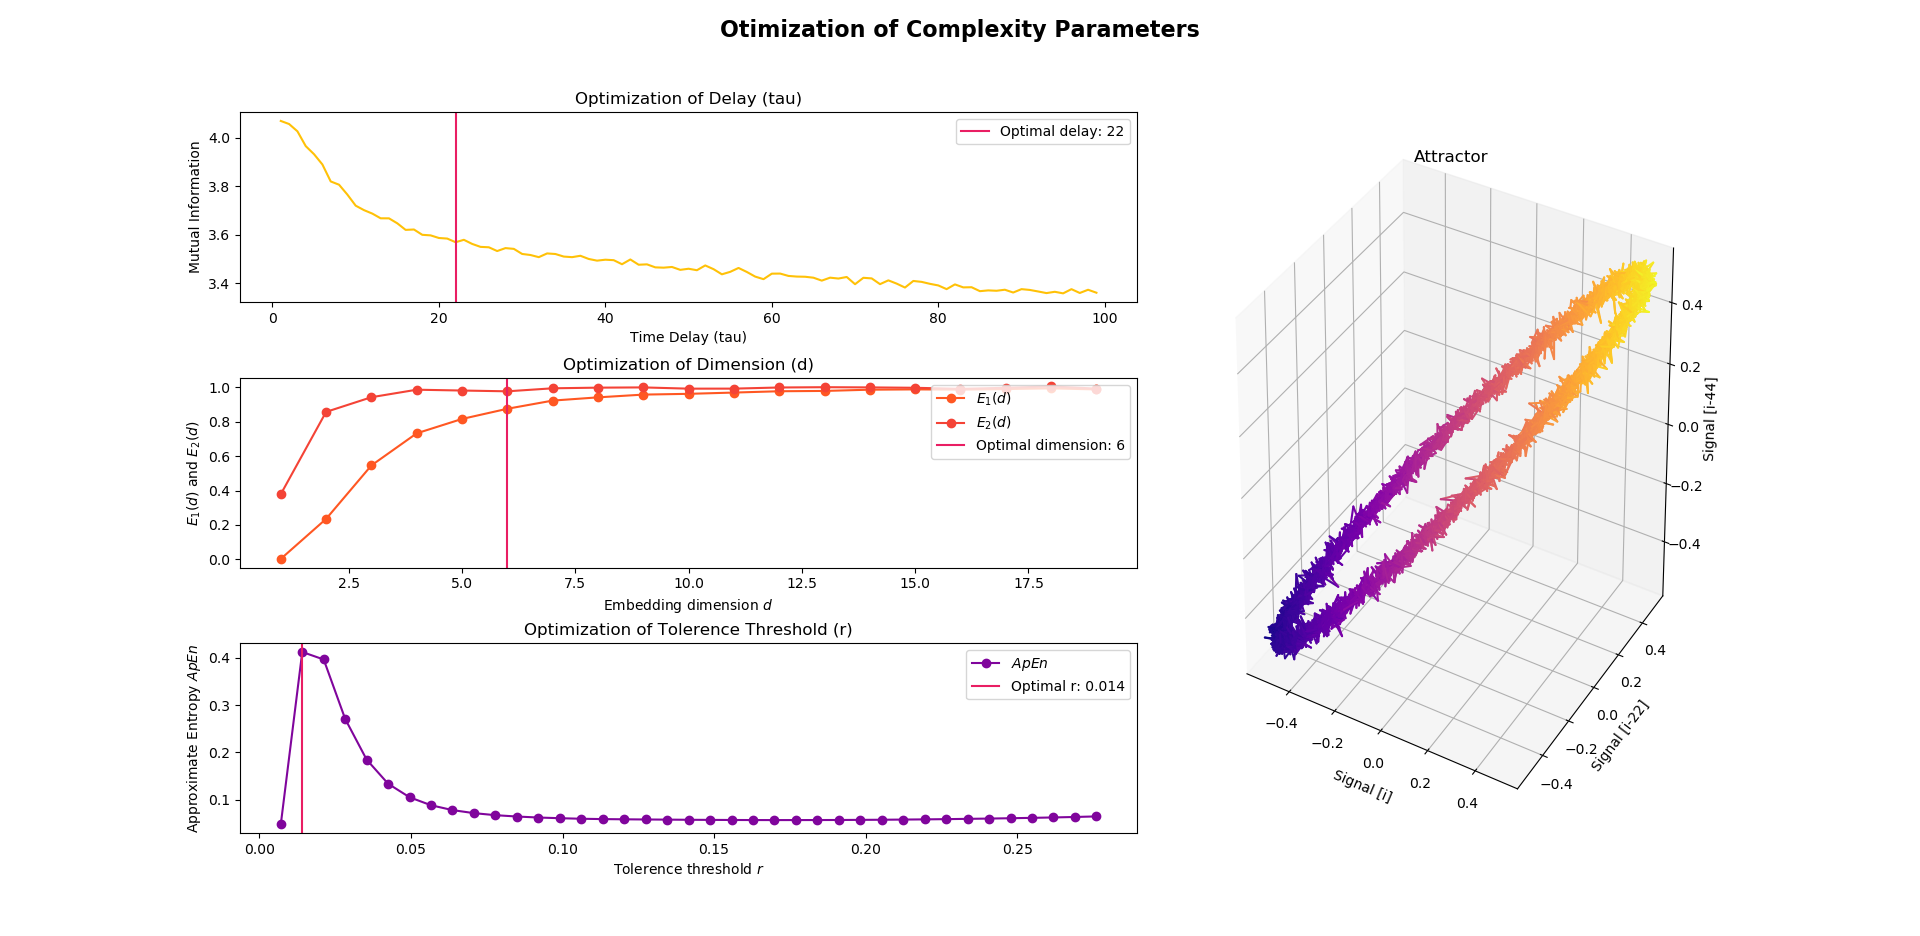 Otimization of Complexity Parameters
Optimization of Delay (tau)
Mutual Information
4.0
3.8
3.6
3.4
Optimal delay: 22
0 20 40 60 80 100
Time Delay (tau)
Optimization of Dimension (d)
E1(d) and E2(d)
1.0
0.8
0.6
0.4
0.2
0.0
E1(d)
E2(d)
Optimal dimension: 6
2.5 5.0 7.5 10.0 12.5 15.0 17.5
Embedding dimension d
Optimization of Tolerence Threshold (r)
Approximate Entropy ApEn
0.4
0.3
0.2
0.1
ApEn
Optimal r: 0.014
0.00 0.05 0.10 0.15 0.20 0.25
Tolerence threshold r
Attractor
0.4
0.2
0.0
−0.2
−0.4
Signal [i-44]
0.4
0.2
0.0
−0.2
−0.4
Signal [i-22]
−0.4
−0.2
0.0
0.2
0.4
Signal [i]